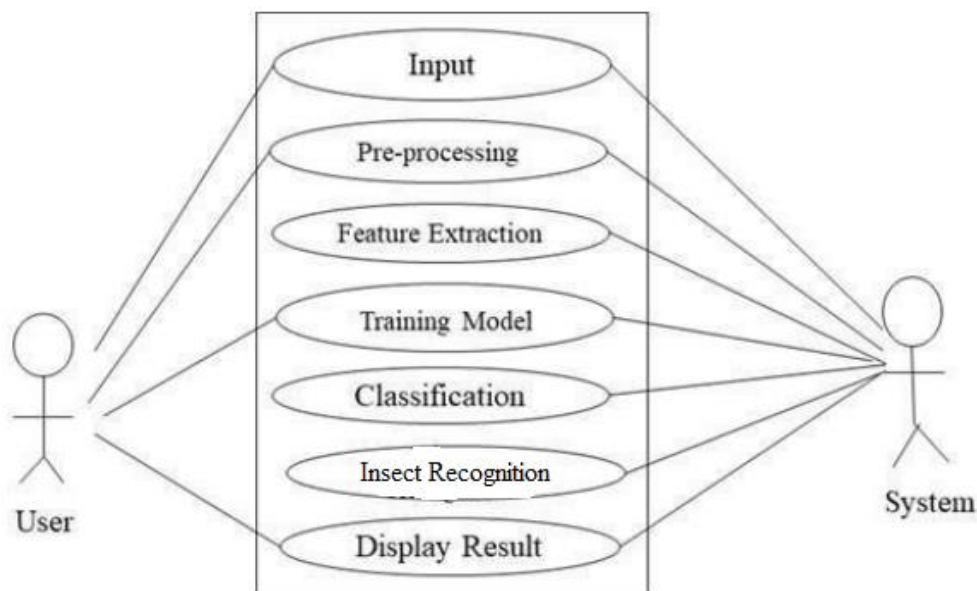 Input
Pre-processing
Feature Extraction
Training Model
Classification
Insect Recognition
Display Result
User
System